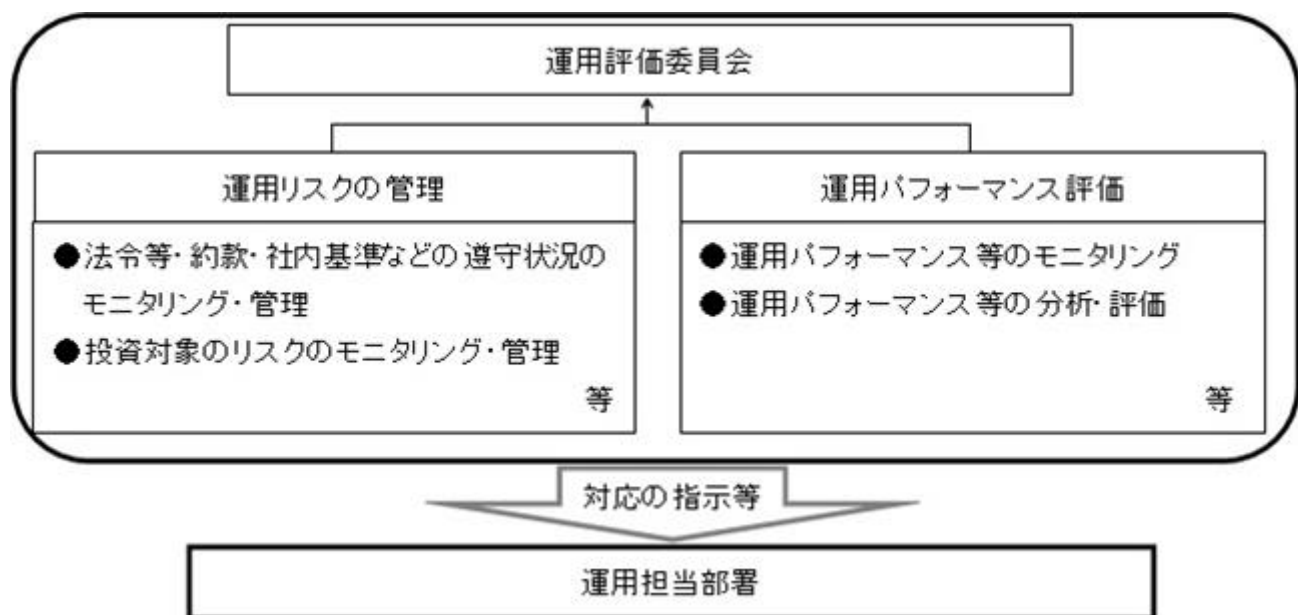 運用評価委員会
運用リスクの管理
●法令等・約款・社内基準などの遵守状況の
モニタリング・管理
●投資対象のリスクのモニタリング・管理
等
運用パフォーマンス評価
●運用パフォーマンス等のモニタリング
●運用パフォーマンス等の分析・評価
等
対応の指示等
運用担当部署